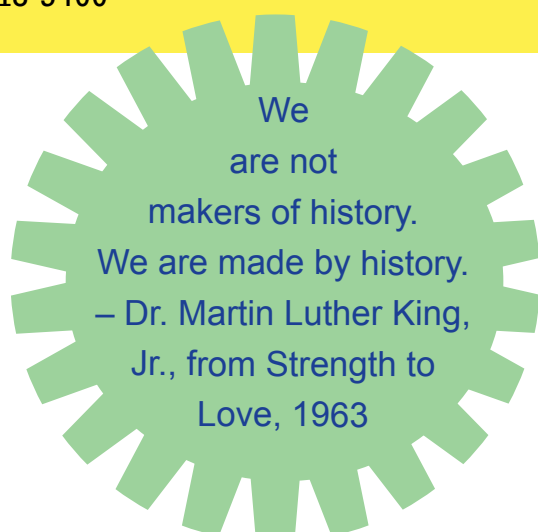 We
are not
makers of history.
We are made by history.
– Dr. Martin Luther King,
Jr., from Strength to
Love, 1963